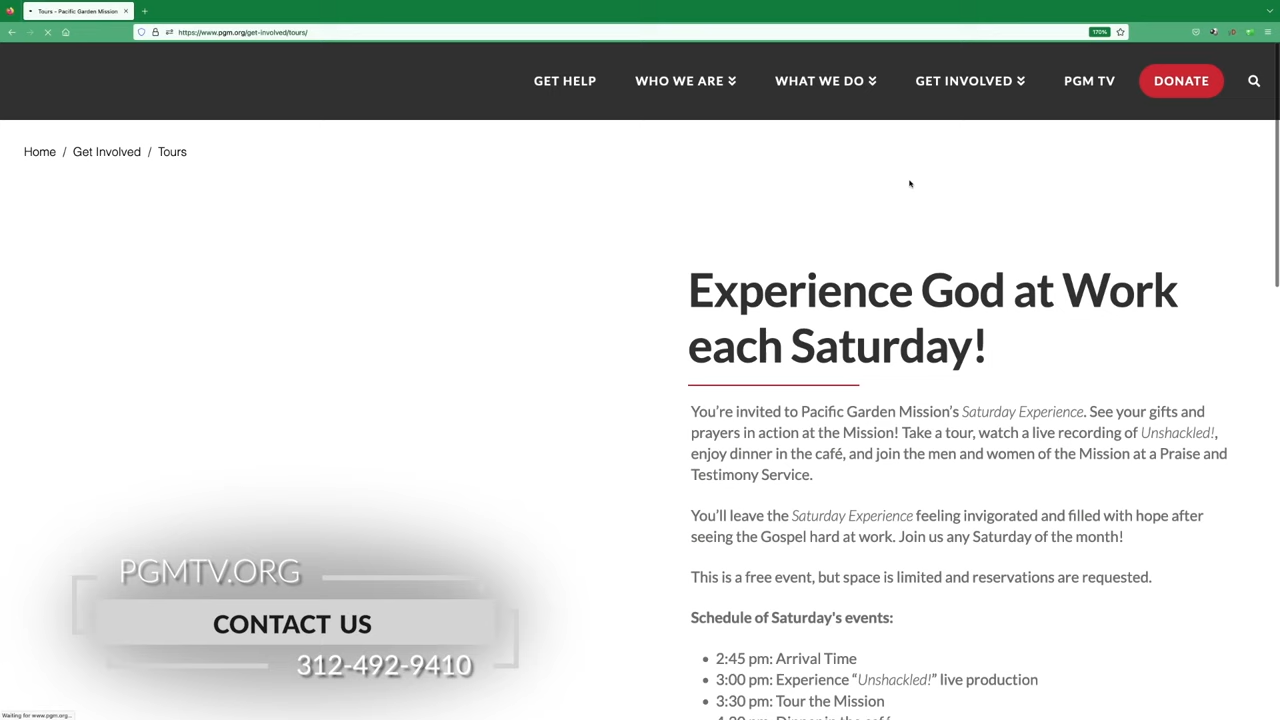 Tours - Pacific Garden Mission
https://www.pgm.org/get-involved/tours/
170%
GET HELP
WHO WE ARE
WHAT WE DO
GET INVOLVED
PGM TV
DONATE
Home / Get Involved / Tours
Experience God at Work
each Saturday!
You're invited to Pacific Garden Mission's Saturday Experience. See your gifts and
prayers in action at the Mission! Take a tour, watch a live recording of Unshackled!,
enjoy dinner in the café, and join the men and women of the Mission at a Praise and
Testimony Service.
You'll leave the Saturday Experience feeling invigorated and filled with hope after
seeing the Gospel hard at work. Join us any Saturday of the month!
This is a free event, but space is limited and reservations are requested.
Schedule of Saturday's events:
• 2:45 pm: Arrival Time
• 3:00 pm: Experience “Unshackled!” live production
• 3:30 pm: Tour the Mission
PGMTV.ORG
CONTACT US
312-492-9410
Waiting for www.pgm.org...